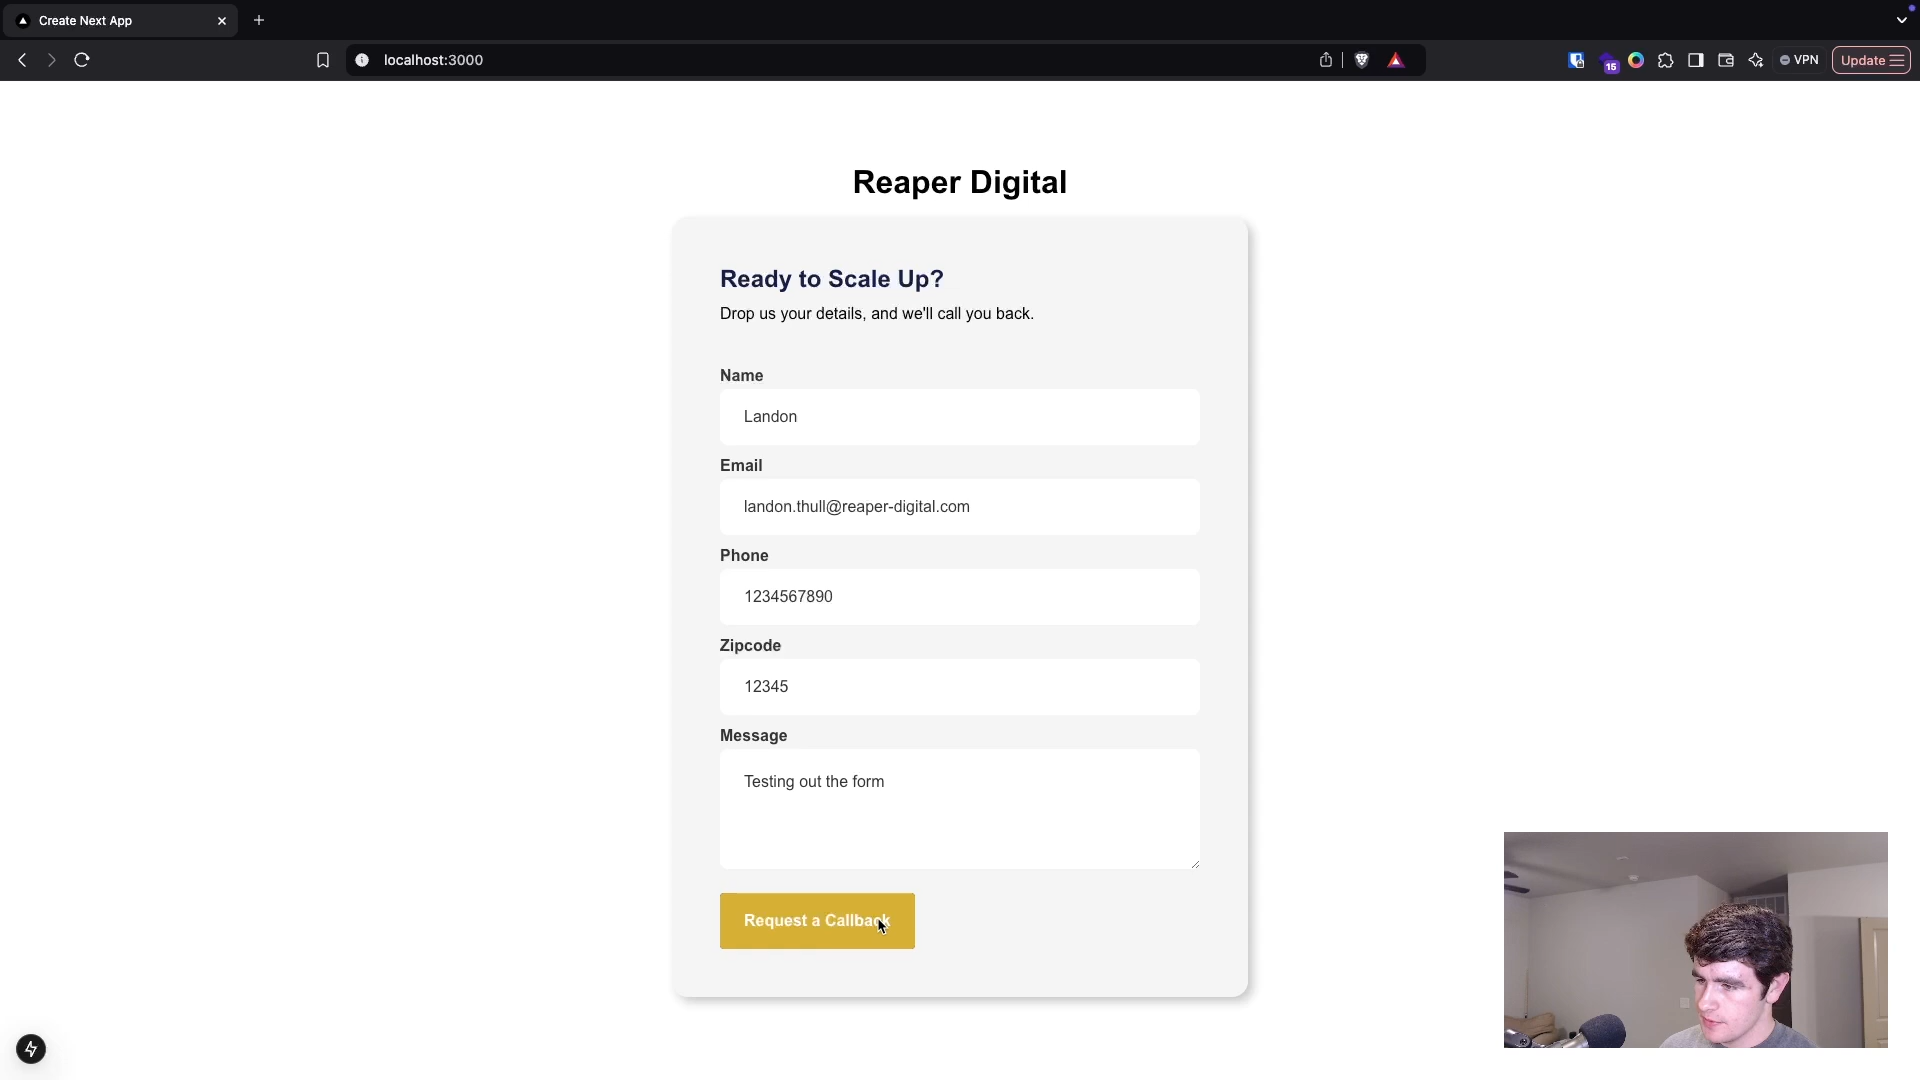 Create Next App
localhost:3000
15
VPN
Update
Reaper Digital
Ready to Scale Up?
Drop us your details, and we'll call you back.
Name
Landon
Email
landon.thull@reaper-digital.com
Phone
1234567890
Zipcode
12345
Message
Testing out the form
Request a Callback